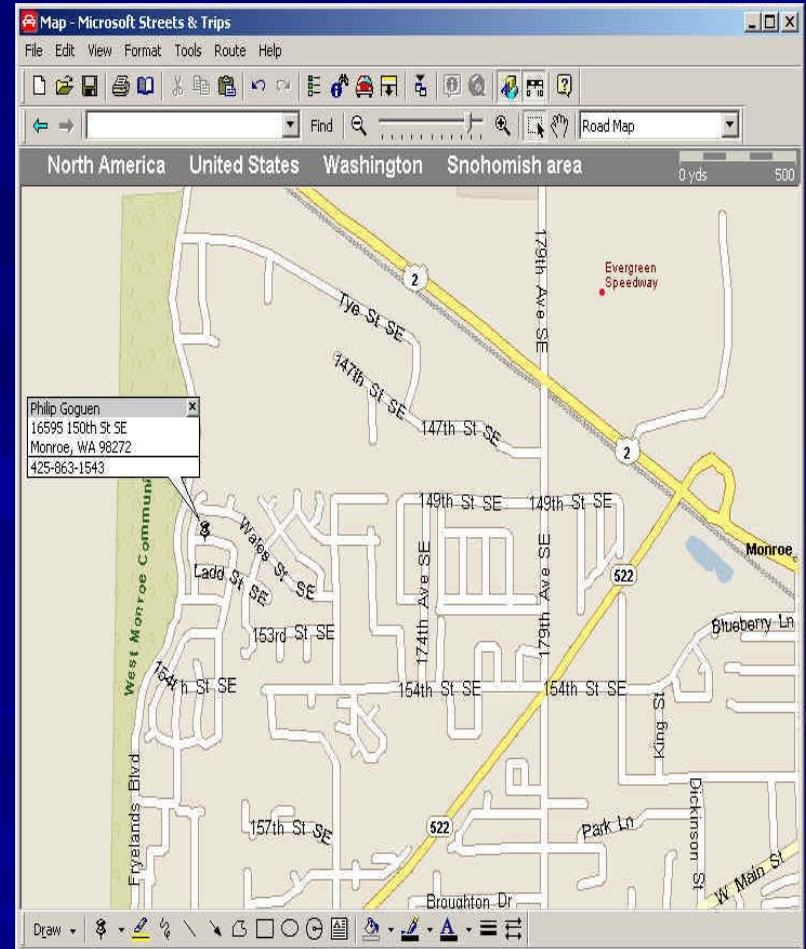 Map - Microsoft Streets & Trips
File Edit View Format Tools Route Help
Find
Road Map
North America United States Washington Snohomish area
0 yds 500
179th Ave SE
Evergreen
Speedway
2
Tye St SE
147th St SE
147th St SE
Philip Goguen
16595 150th St SE
Monroe, WA 98272
425-863-1543
2
149th St SE
149th St SE
West Monroe Communi
Wales St SE
Monroe
Ladd St SE
174th Ave SE
179th Ave SE
522
153rd St SE
Blueberry Ln
154th St SE
154th St SE
154th St SE
King St
Fryelands Blvd
157th St SE
522
Park Ln
Dickinson St
W Main St
Broughton Dr
Draw